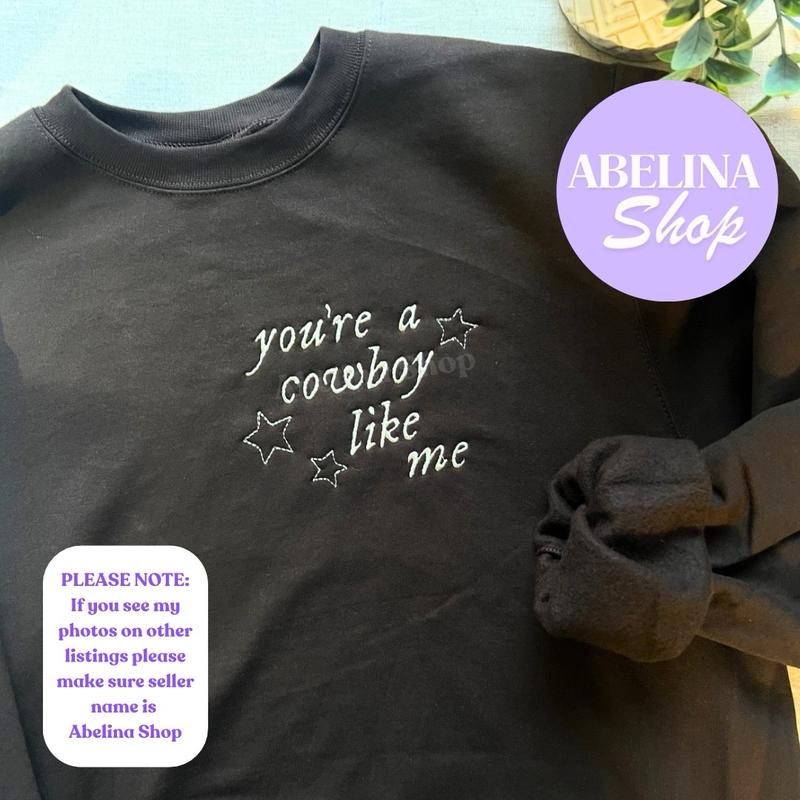 ABELINA
Shop
you're a
cowboy
like
me
PLEASE NOTE:
If you see my
photos on other
listings please
make sure seller
name is
Abelina Shop